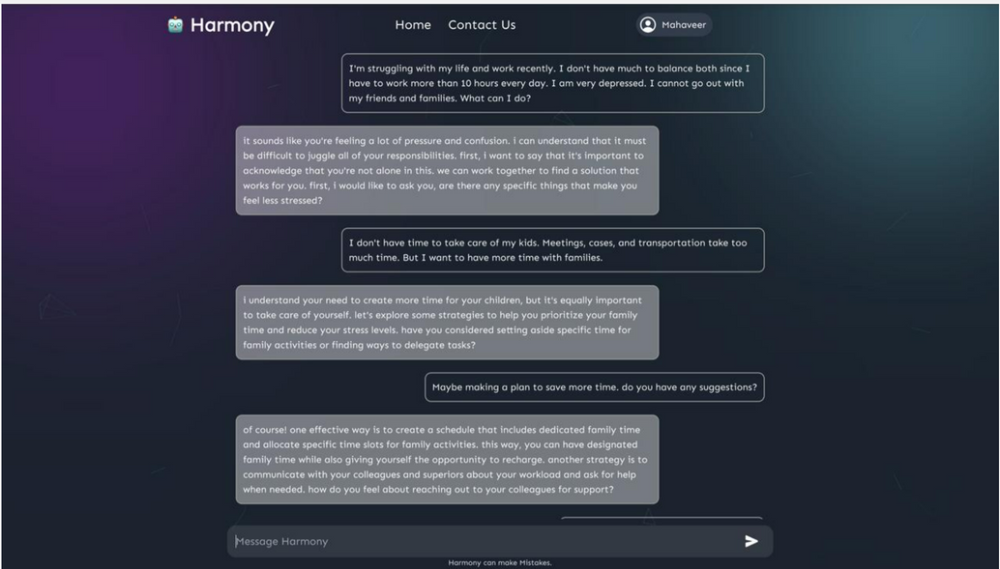 Harmony
Home
Contact Us
Mahaveer
I'm struggling with my life and work recently. I don't have much to balance both since I
have to work more than 10 hours every day. I am very depressed. I cannot go out with
my friends and families. What can I do?
it sounds like you're feeling a lot of pressure and confusion. i can understand that it must
be difficult to juggle all of your responsibilities. first, i want to say that it's important to
acknowledge that you're not alone in this. we can work together to find a solution that
works for you. first, i would like to ask you, are there any specific things that make you
feel less stressed?
I don't have time to take care of my kids. Meetings, cases, and transportation take too
much time. But I want to have more time with families.
i understand your need to create more time for your children, but it's equally important
to take care of yourself. let's explore some strategies to help you prioritize your family
time and reduce your stress levels. have you considered setting aside specific time for
family activities or finding ways to delegate tasks?
Maybe making a plan to save more time. do you have any suggestions?
of course! one effective way is to create a schedule that includes dedicated family time
and allocate specific time slots for family activities. this way, you can have designated
family time while also giving yourself the opportunity to recharge. another strategy is to
communicate with your colleagues and superiors about your workload and ask for help
when needed. how do you feel about reaching out to your colleagues for support?
Message Harmony
Harmony can make Mistakes.